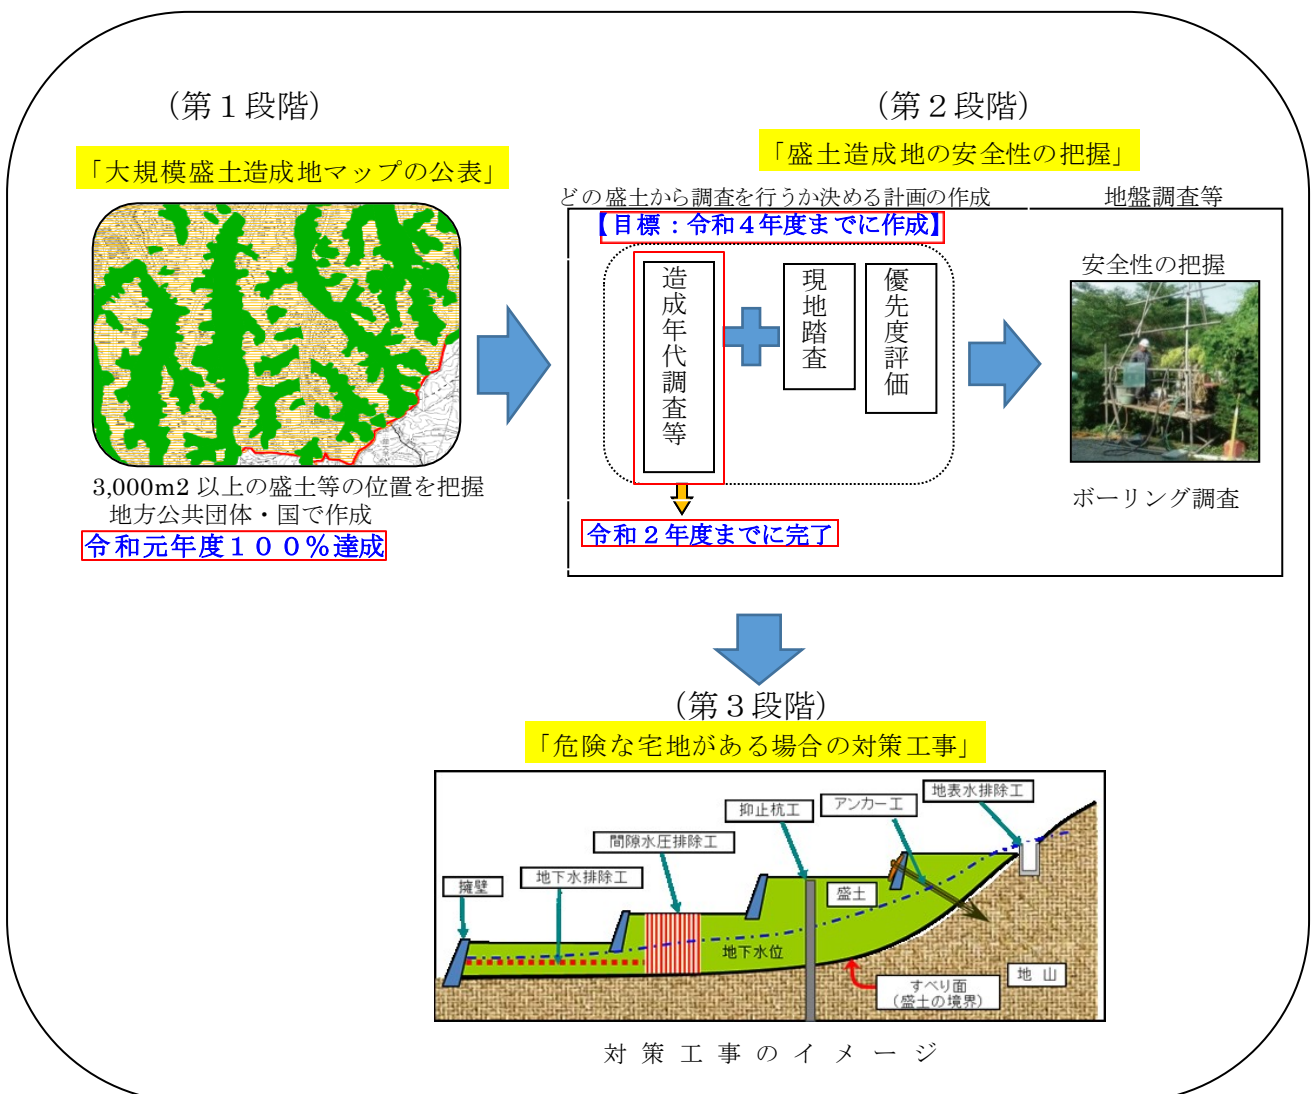 （第１段階）
「大規模盛土造成地マップの公表」
3,000m2 以上の盛土等の位置を把握
地方公共団体・国で作成
令和元年度１００％達成
（第２段階）
「盛土造成地の安全性の把握」
どの盛土から調査を行うか決める計画の作成
【目標：令和４年度までに作成】
造成年代調査等
現地踏査
優先度評価
令和２年度までに完了
地盤調査等
安全性の把握
ボーリング調査
（第３段階）
「危険な宅地がある場合の対策工事」
擁壁
地下水排除工
間隙水圧排除工
抑止杭工
アンカー工
地表水排除工
盛土
地下水位
すべり面
（盛土の境界）
地 山
対 策 工 事 の イ メ ー ジ